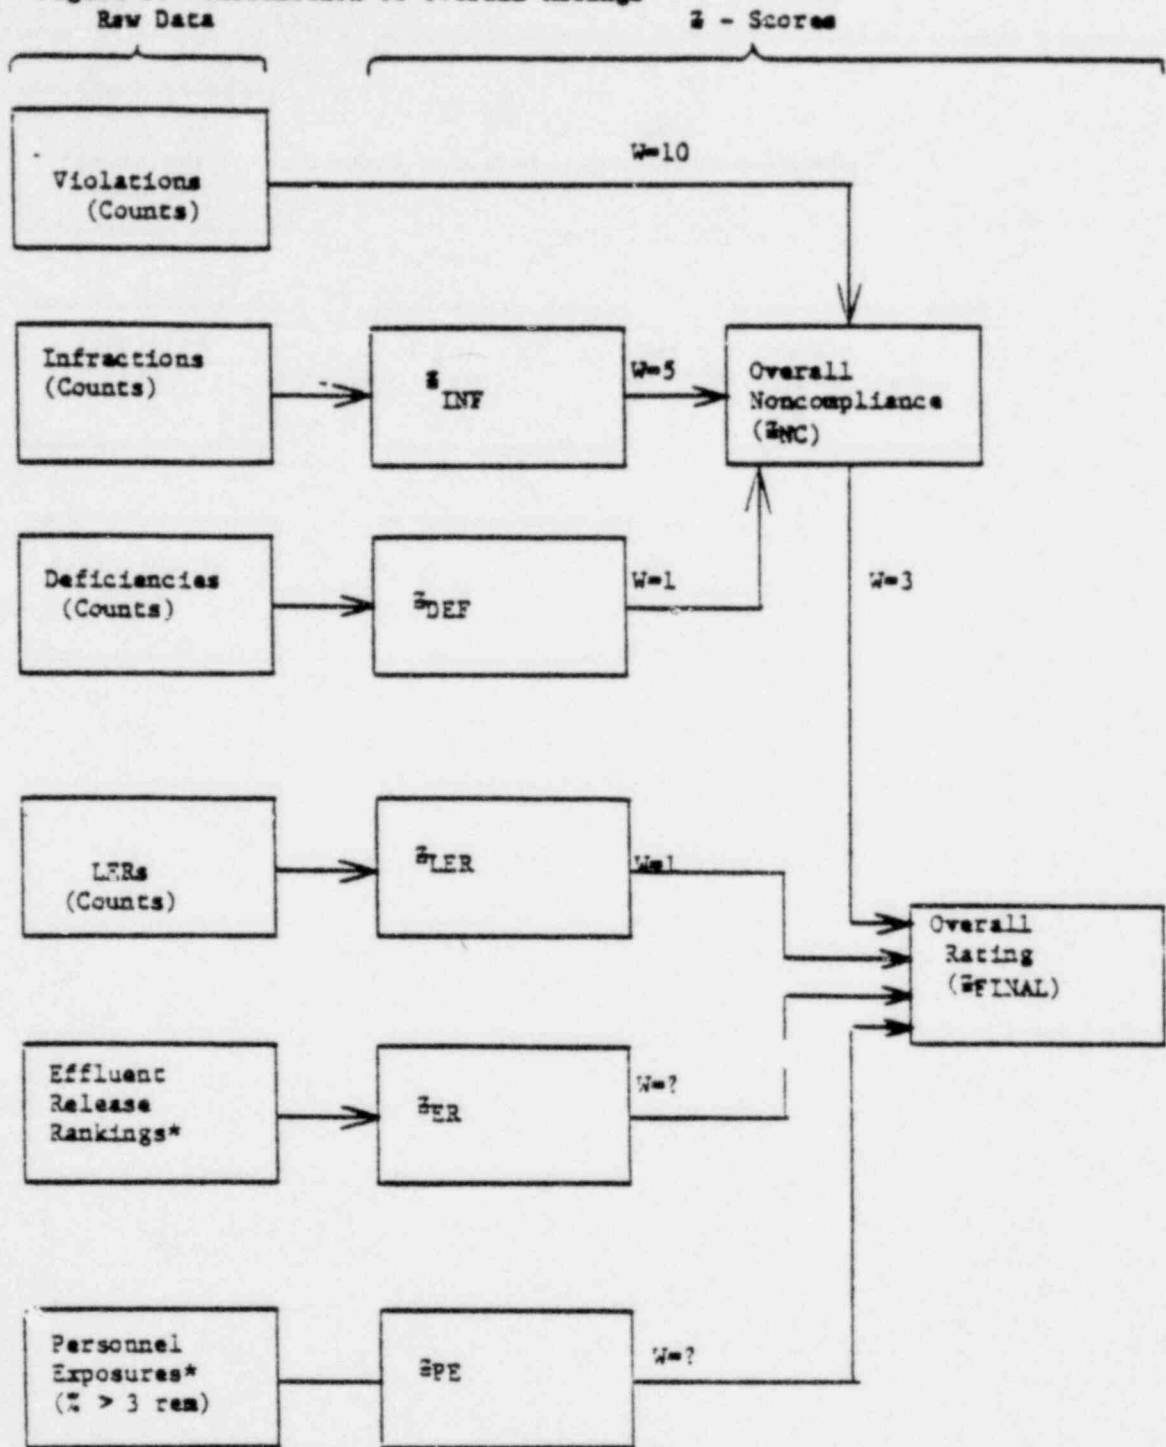 Raw Data
Z - Scores
Violations
(Counts)
W=10
Infractions
(Counts)
Z
INF
W=5
Overall
Noncompliance
(ZNC)
Deficiencies
(Counts)
ZDEF
W=1
W=3
LERs
(Counts)
ZLER
W=1
Overall
Rating
(ZFINAL)
Effluent
Release
Rankings*
ZER
W=?
Personnel
Exposures*
(% > 3 rem)
ZPE
W=?